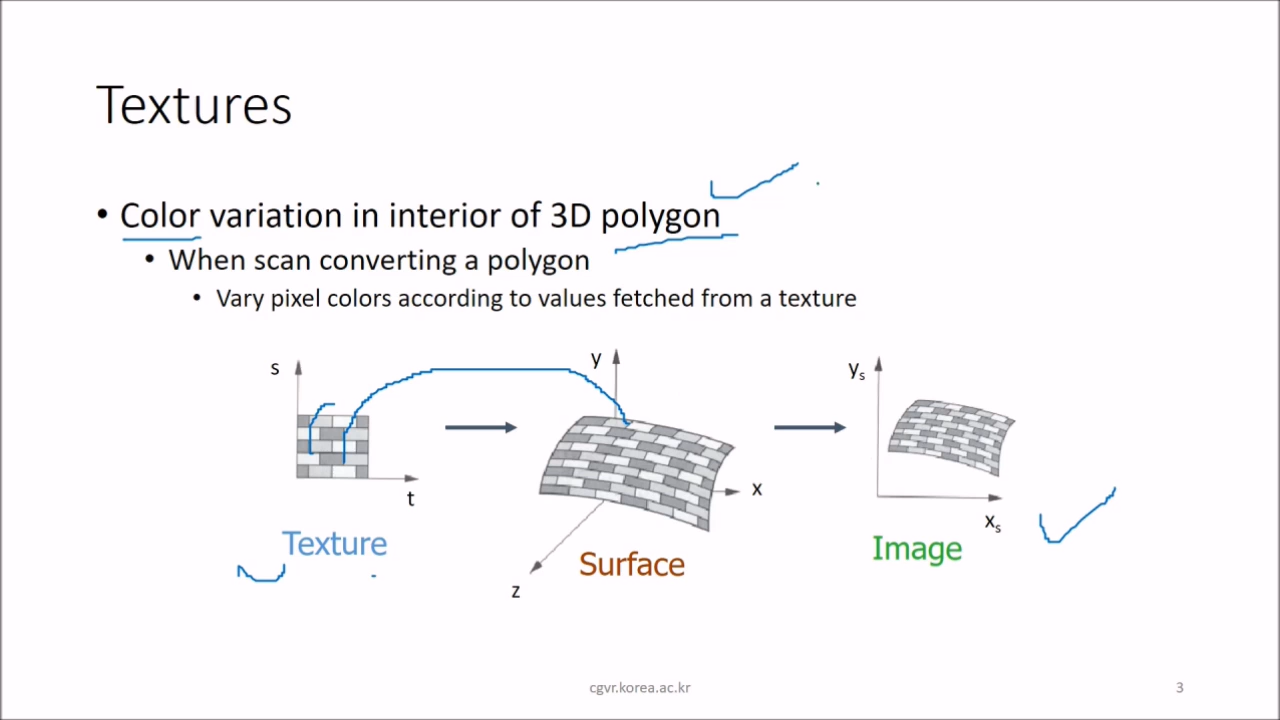 Textures
• Color variation in interior of 3D polygon
• When scan converting a polygon
• Vary pixel colors according to values fetched from a texture
s
t
Texture
y
x
z
Surface
ys
xs
Image
cgvr.korea.ac.kr
3